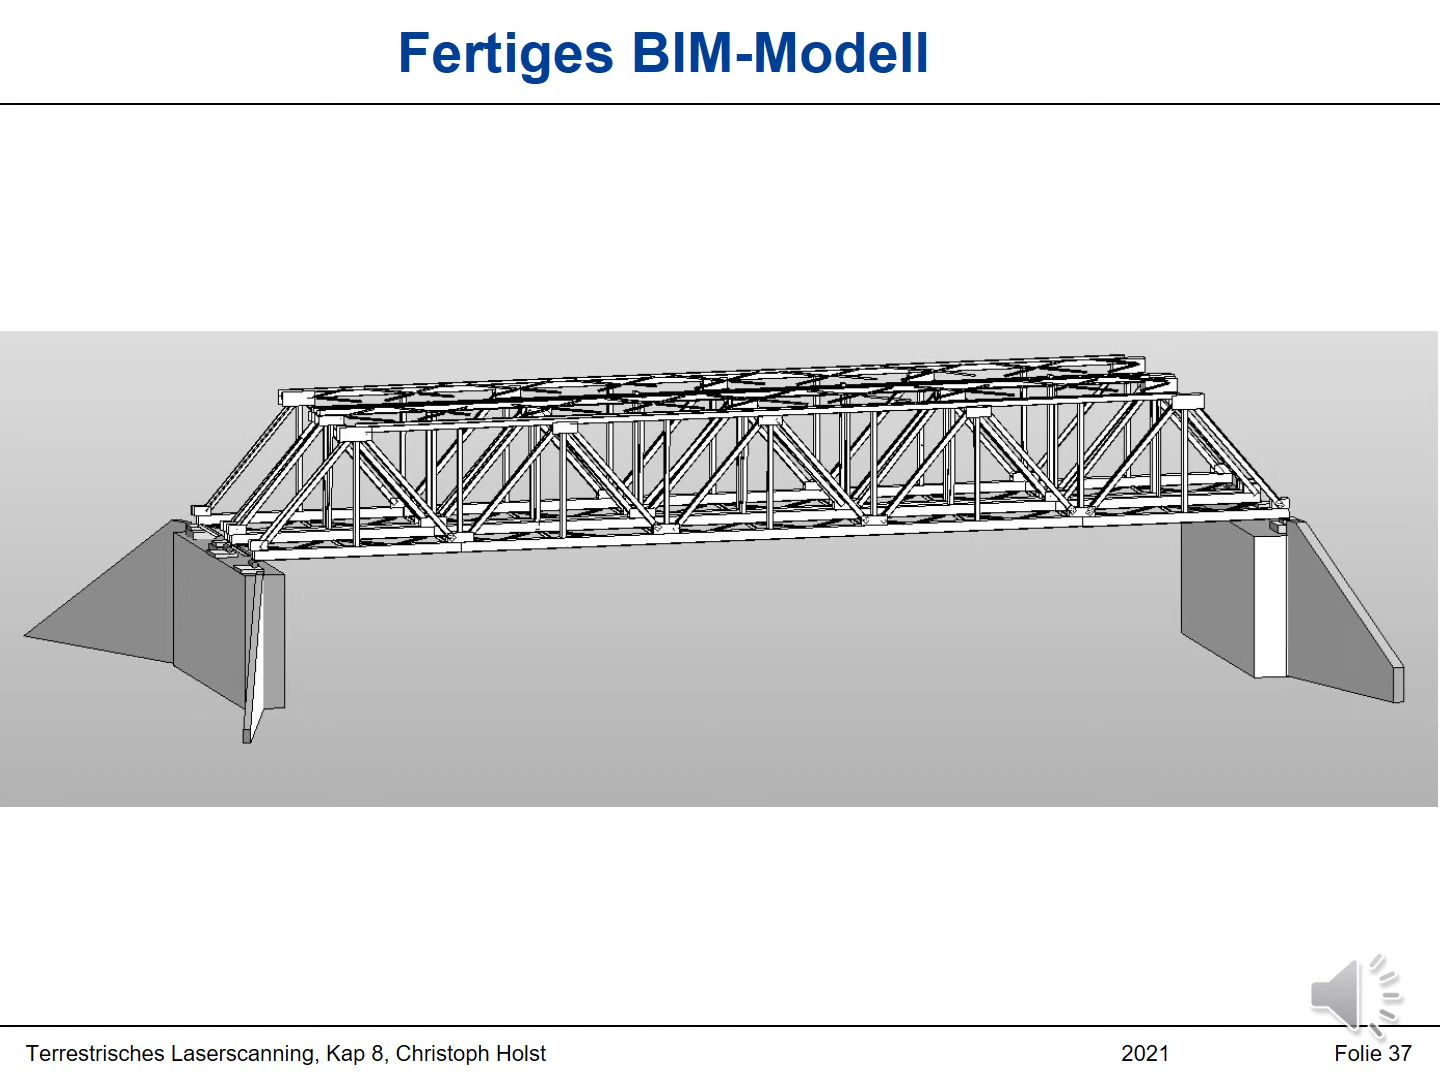 Fertiges BIM-Modell
Terrestrisches Laserscanning, Kap 8, Christoph Holst
2021
Folie 37